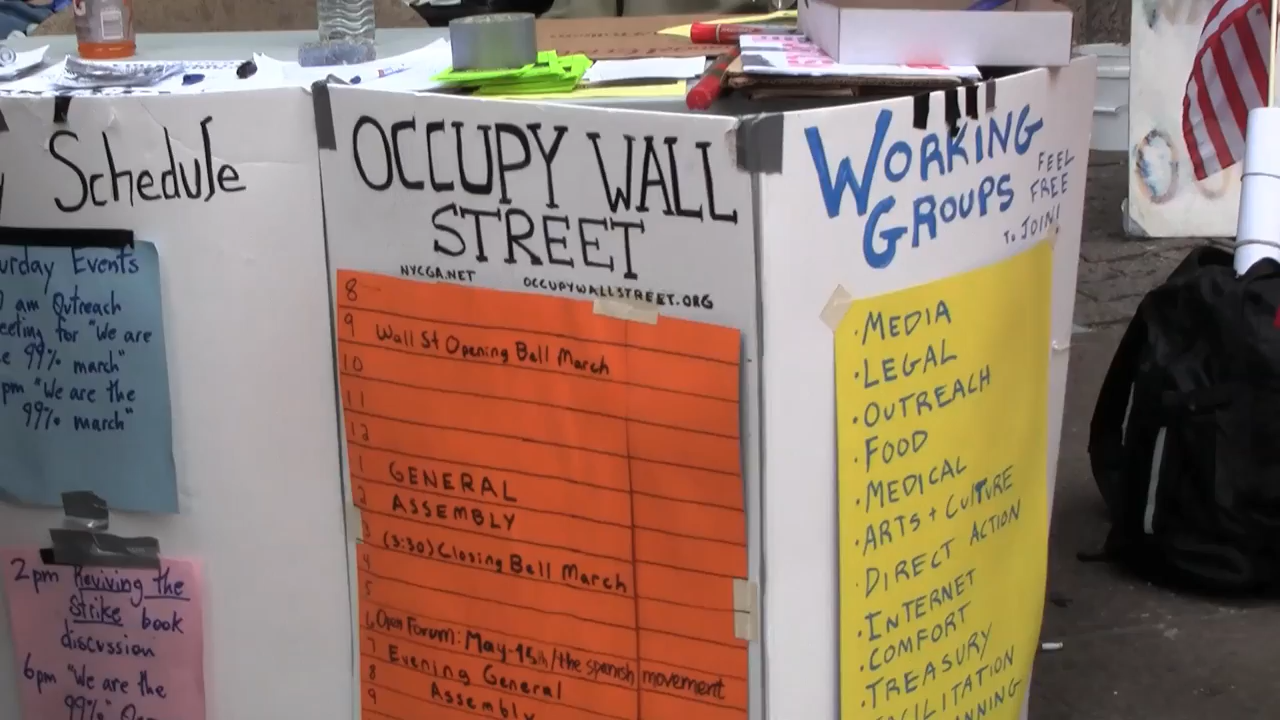 Schedule
urday Events
am Outreach
eeting for "We are
e 99% march"
pm "We are the
99% march"
2pm Reviving the
Strike book
discussion
6pm "We are the
99%"
OCCUPY WALL
STREET
NYCGA.NET OCCUPYWALLSTREET.ORG
8
9 Wall St Opening Bell March
10
11
12
1 GENERAL
2 ASSEMBLY
3 (3:30) Closing Bell March
4
5
6 Open Forum: May-15th/the spanish movement
7 Evening General
8 Assembly
9
WORKING
GROUPS
FEEL
FREE
To JOIN!
·MEDIA
·LEGAL
·OUTREACH
·FOOD
·MEDICAL
·ARTS + CULTURE
·DIRECT ACTION
·INTERNET
·COMFORT
·TREASURY
FACILITATION
NNING